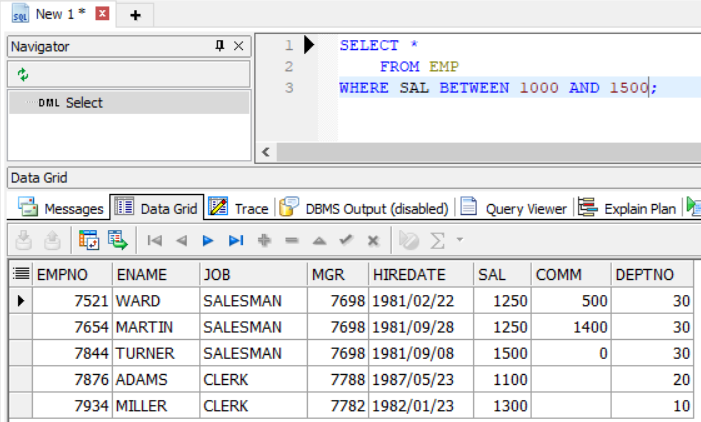 New 1 *
Navigator
DML Select
1 SELECT *
2 FROM EMP
3 WHERE SAL BETWEEN 1000 AND 1500;
Data Grid
Messages Data Grid Trace DBMS Output (disabled) Query Viewer Explain Plan
EMPNO ENAME JOB MGR HIREDATE SAL COMM DEPTNO
7521 WARD SALESMAN 7698 1981/02/22 1250 500 30
7654 MARTIN SALESMAN 7698 1981/09/28 1250 1400 30
7844 TURNER SALESMAN 7698 1981/09/08 1500 0 30
7876 ADAMS CLERK 7788 1987/05/23 1100 20
7934 MILLER CLERK 7782 1982/01/23 1300 10